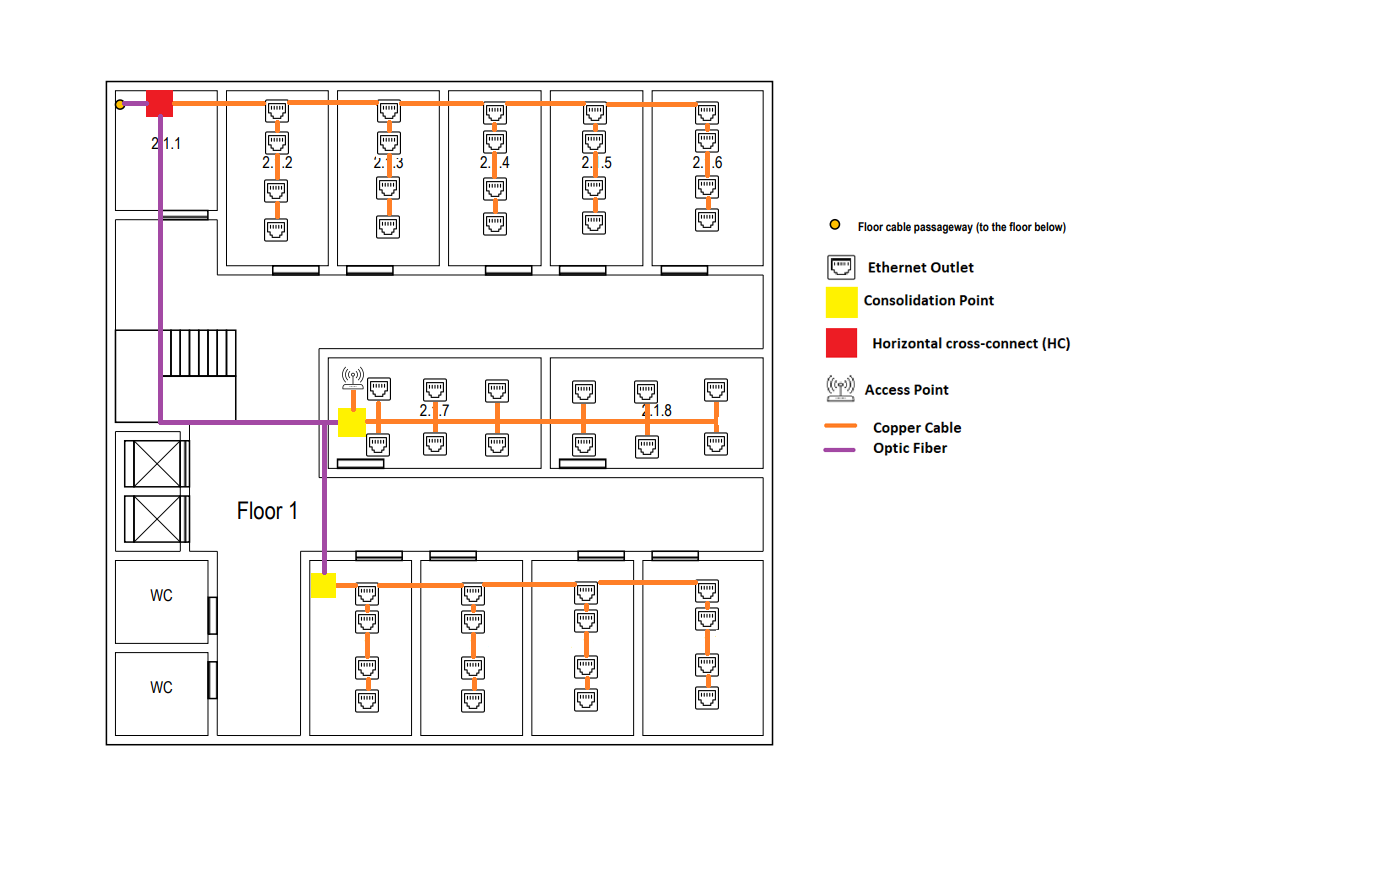 2.1.1
2.1.2
2.1.3
2.1.4
2.1.5
2.1.6
Floor cable passageway (to the floor below)
Ethernet Outlet
Consolidation Point
Horizontal cross-connect (HC)
Access Point
2.1.7
2.1.8
Copper Cable
Optic Fiber
Floor 1
WC
WC